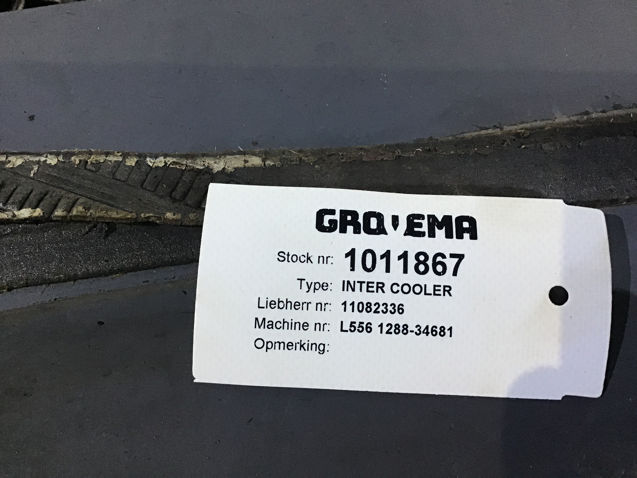 GROVEMA
Stock nr: 1011867
Type: INTER COOLER
Liebherr nr: 11082336
Machine nr: L556 1288-34681
Opmerking: